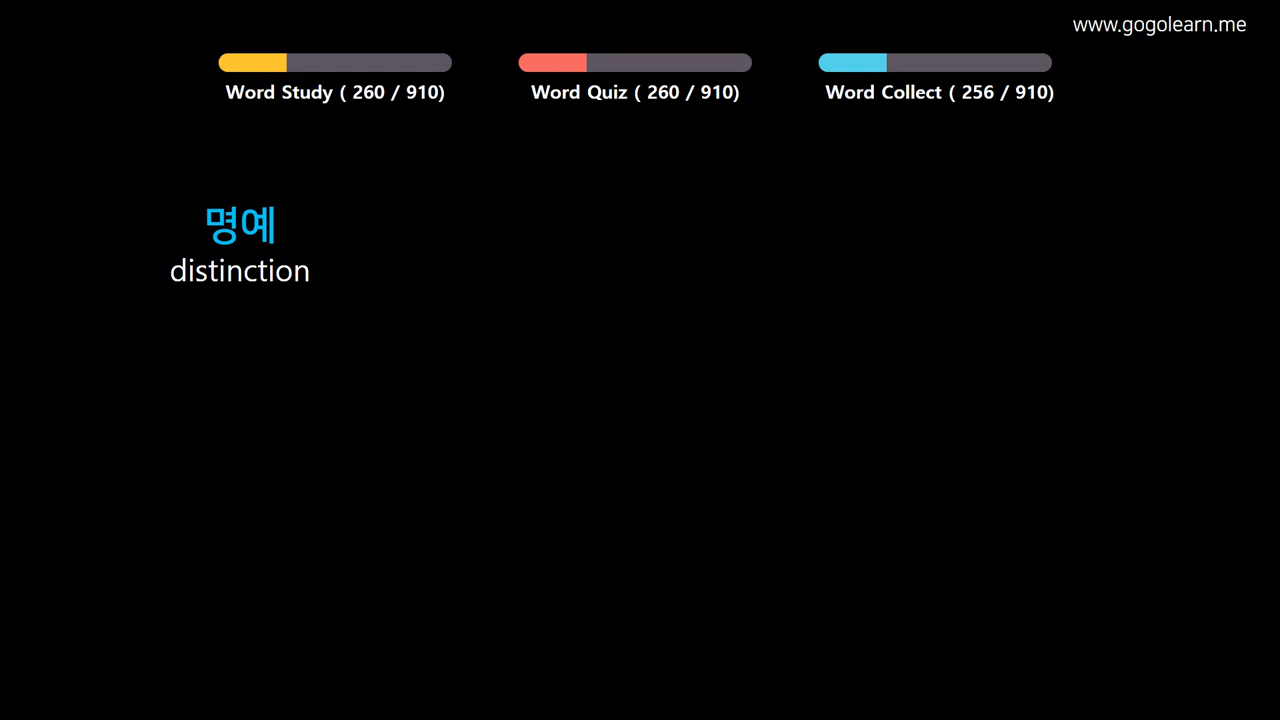 www.gogolearn.me
Word Study ( 260 / 910)
Word Quiz ( 260 / 910)
Word Collect ( 256 / 910)
명예
distinction